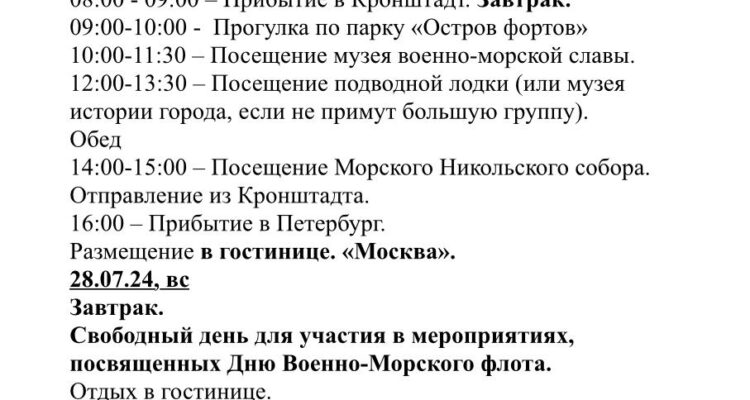 08:00 - 09:00 – Прибытие в Кронштадт. Завтрак.
09:00-10:00 - Прогулка по парку «Остров фортов»
10:00-11:30 – Посещение музея военно-морской славы.
12:00-13:30 – Посещение подводной лодки (или музея
истории города, если не примут большую группу).
Обед
14:00-15:00 – Посещение Морского Никольского собора.
Отправление из Кронштадта.
16:00 – Прибытие в Петербург.
Размещение в гостинице. «Москва».
28.07.24, вс
Завтрак.
Свободный день для участия в мероприятиях,
посвященных Дню Военно-Морского флота.
Отдых в гостинице.